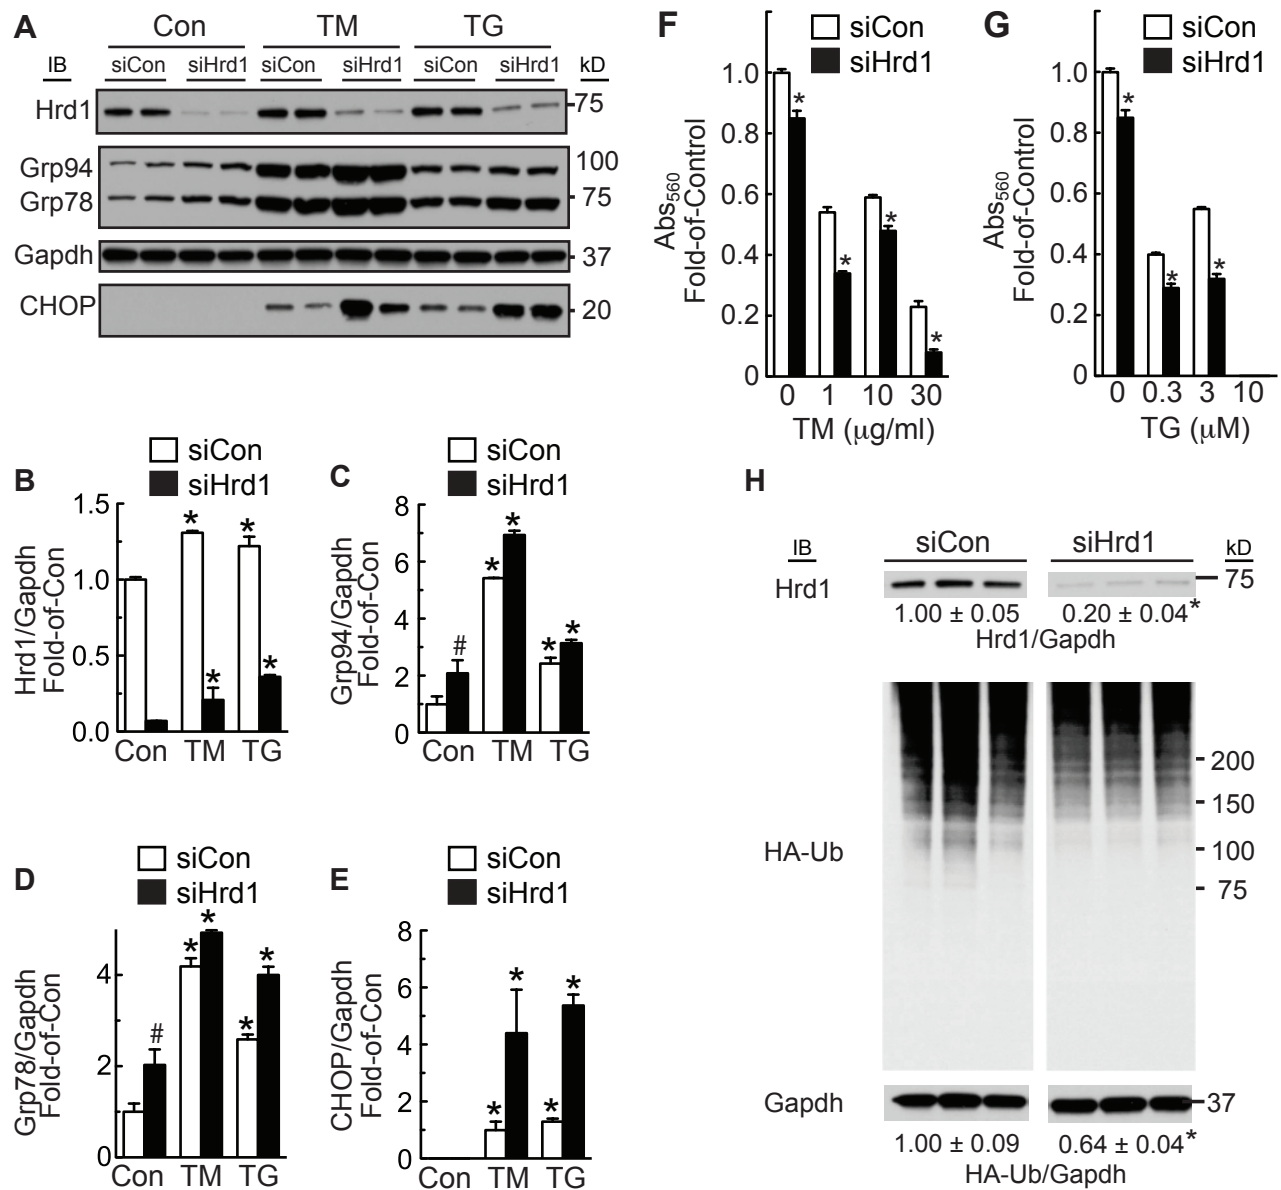 A
Con TM TG
IB siCon siHrd1 siCon siHrd1 siCon siHrd1 kD
Hrd1 75
Grp94 100
Grp78 75
Gapdh 37
CHOP 20
B
siCon
siHrd1
Hrd1/Gapdh
Fold-of-Con
1.5
1.0
0.5
0.0
* * * *
Con TM TG
C
siCon
siHrd1
Grp94/Gapdh
Fold-of-Con
8
6
4
2
0
# * * * *
Con TM TG
D
siCon
siHrd1
Grp78/Gapdh
Fold-of-Con
4
2
0
# * * * *
Con TM TG
E
siCon
siHrd1
CHOP/Gapdh
Fold-of-Con
8
6
4
2
0
* * * *
Con TM TG
F
siCon
siHrd1
Abs560
Fold-of-Control
1.0
0.8
0.6
0.4
0.2
0
* * * *
0 1 10 30
TM (μg/ml)
G
siCon
siHrd1
Abs560
Fold-of-Control
1.0
0.8
0.6
0.4
0.2
0
* * *
0 0.3 3 10
TG (μM)
H
IB siCon siHrd1 kD
Hrd1 75
1.00 ± 0.05 0.20 ± 0.04*
Hrd1/Gapdh
HA-Ub
200
150
100
75
Gapdh 37
1.00 ± 0.09 0.64 ± 0.04*
HA-Ub/Gapdh